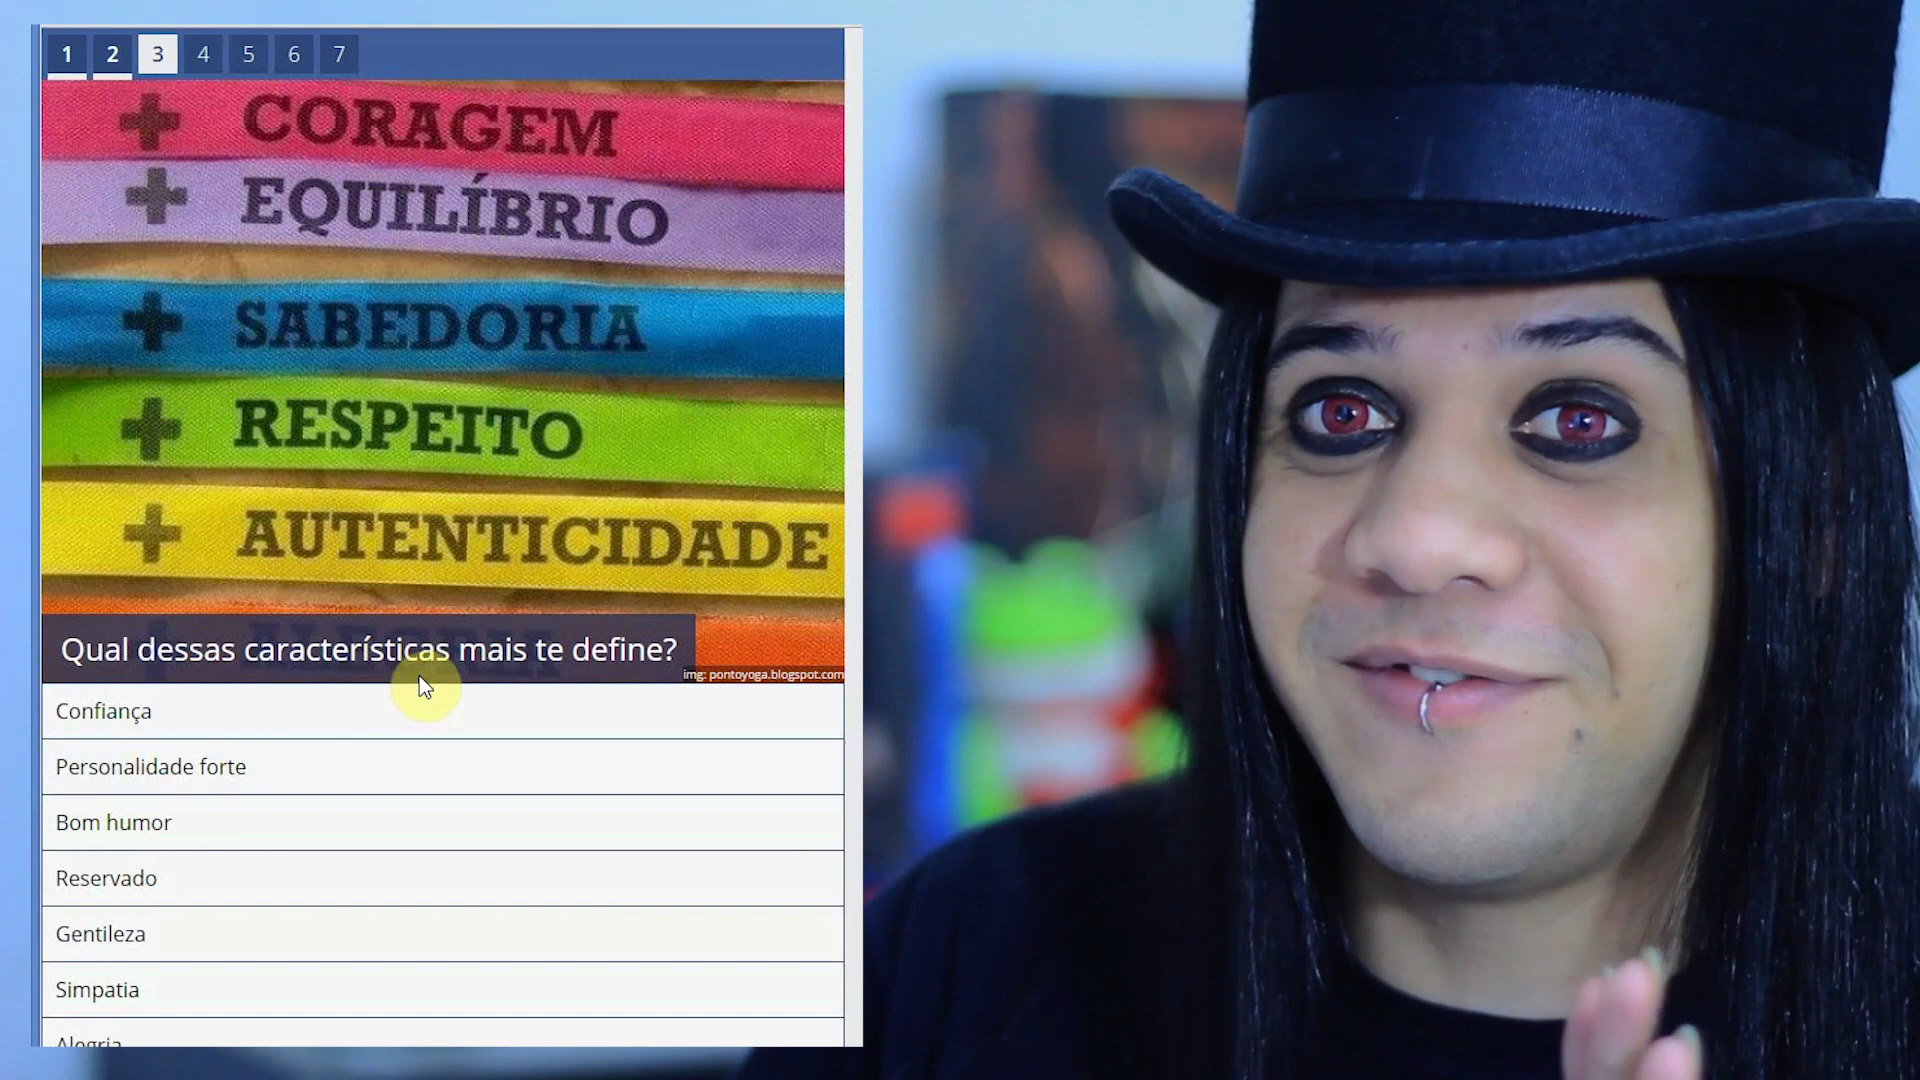 1 2 3 4 5 6 7
+ CORAGEM
+ EQUILÍBRIO
+ SABEDORIA
+ RESPEITO
+ AUTENTICIDADE
Qual dessas características mais te define?
img: pontoyoga.blogspot.com
Confiança
Personalidade forte
Bom humor
Reservado
Gentileza
Simpatia
Alegria